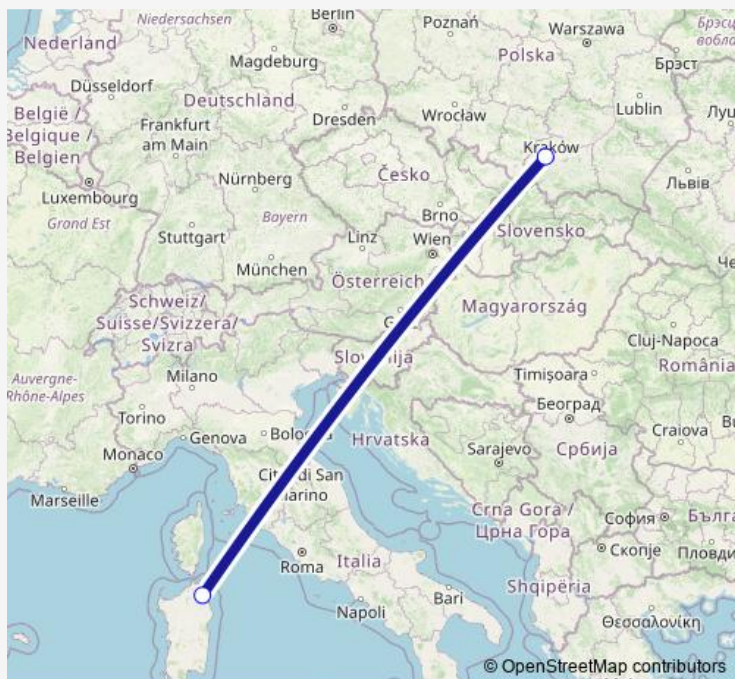 Niedersachsen
Berlin
Poznań
Nederland
Magdeburg
Warszawa
Polska
Düsseldorf
Deutschland
Брэст
België /
Belgique /
Belgien
Frankfurt
am Main
Dresden
Wrocław
Lublin
Kraków
Luxembourg
Nürnberg
Česko
Львів
Grand Est
Bayern
Brno
Stuttgart
Linz
Wien
Slovensko
München
Österreich
Schweiz/
Suisse/Svizzera/
Svizra
Magyarország
Cluj-Napoca
Auvergne-
Rhône-Alpes
Milano
Timișoara
România
Torino
Београд
Genova
Monaco
Hrvatska
Sarajevo
Србија
Craiova
Marseille
Crna Gora /
Црна Гора
София
Скопје
Roma
Italia
Shqipëria
Napoli
Bari
Θεσσαλονίκη
© OpenStreetMap contributors